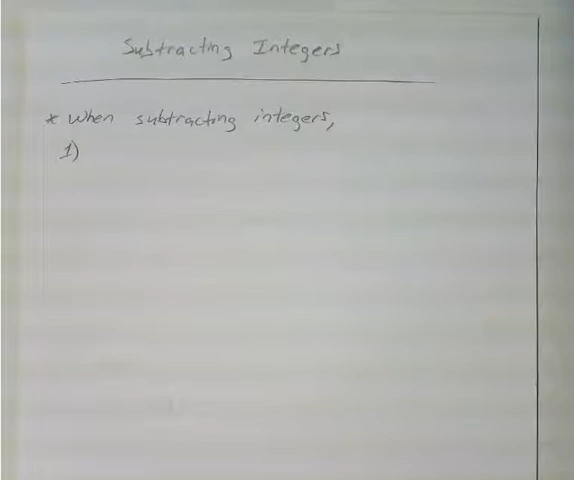 Subtracting Integers
* When subtracting integers,
1)